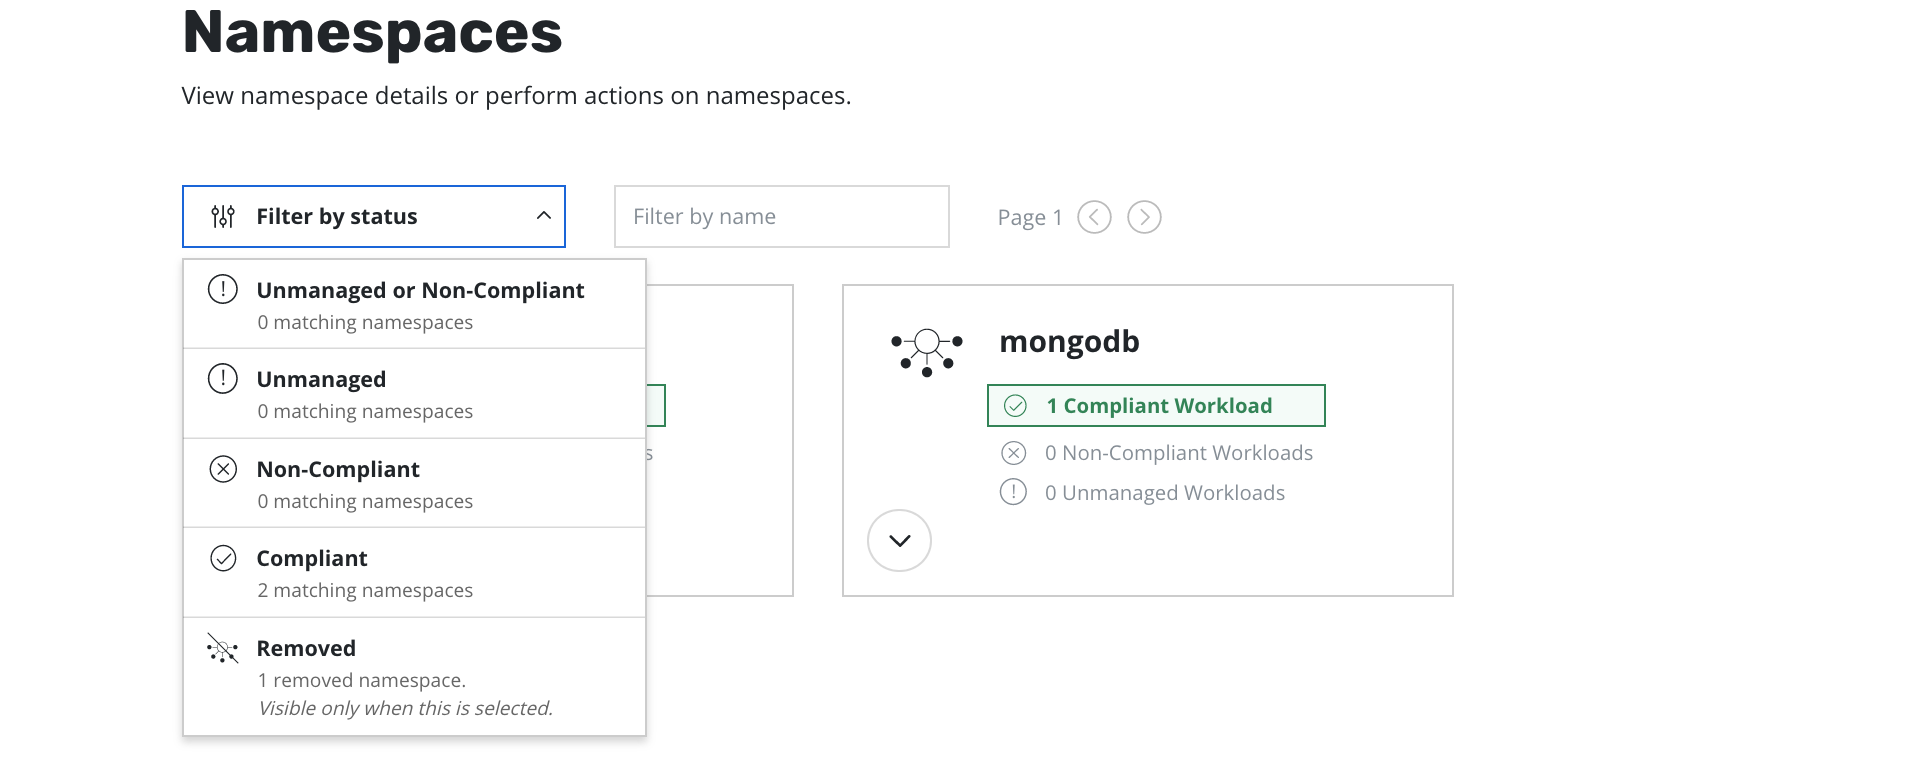 Namespaces
View namespace details or perform actions on namespaces.
Filter by status
Filter by name
Page 1
Unmanaged or Non-Compliant
0 matching namespaces
Unmanaged
0 matching namespaces
Non-Compliant
0 matching namespaces
Compliant
2 matching namespaces
Removed
1 removed namespace.
Visible only when this is selected.
mongodb
1 Compliant Workload
0 Non-Compliant Workloads
0 Unmanaged Workloads